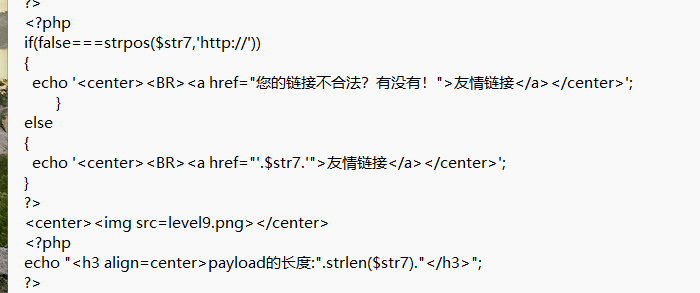 ?>
<?php
if(false===strpos($str7,'http://'))
{
  echo '<center><BR><a href="您的链接不合法？有没有！">友情链接</a></center>';
        }
else
{
  echo '<center><BR><a href="'.$str7.'">友情链接</a></center>';
}
?>
<center><img src=level9.png></center>
<?php
echo "<h3 align=center>payload的长度:".strlen($str7)."</h3>";
?>